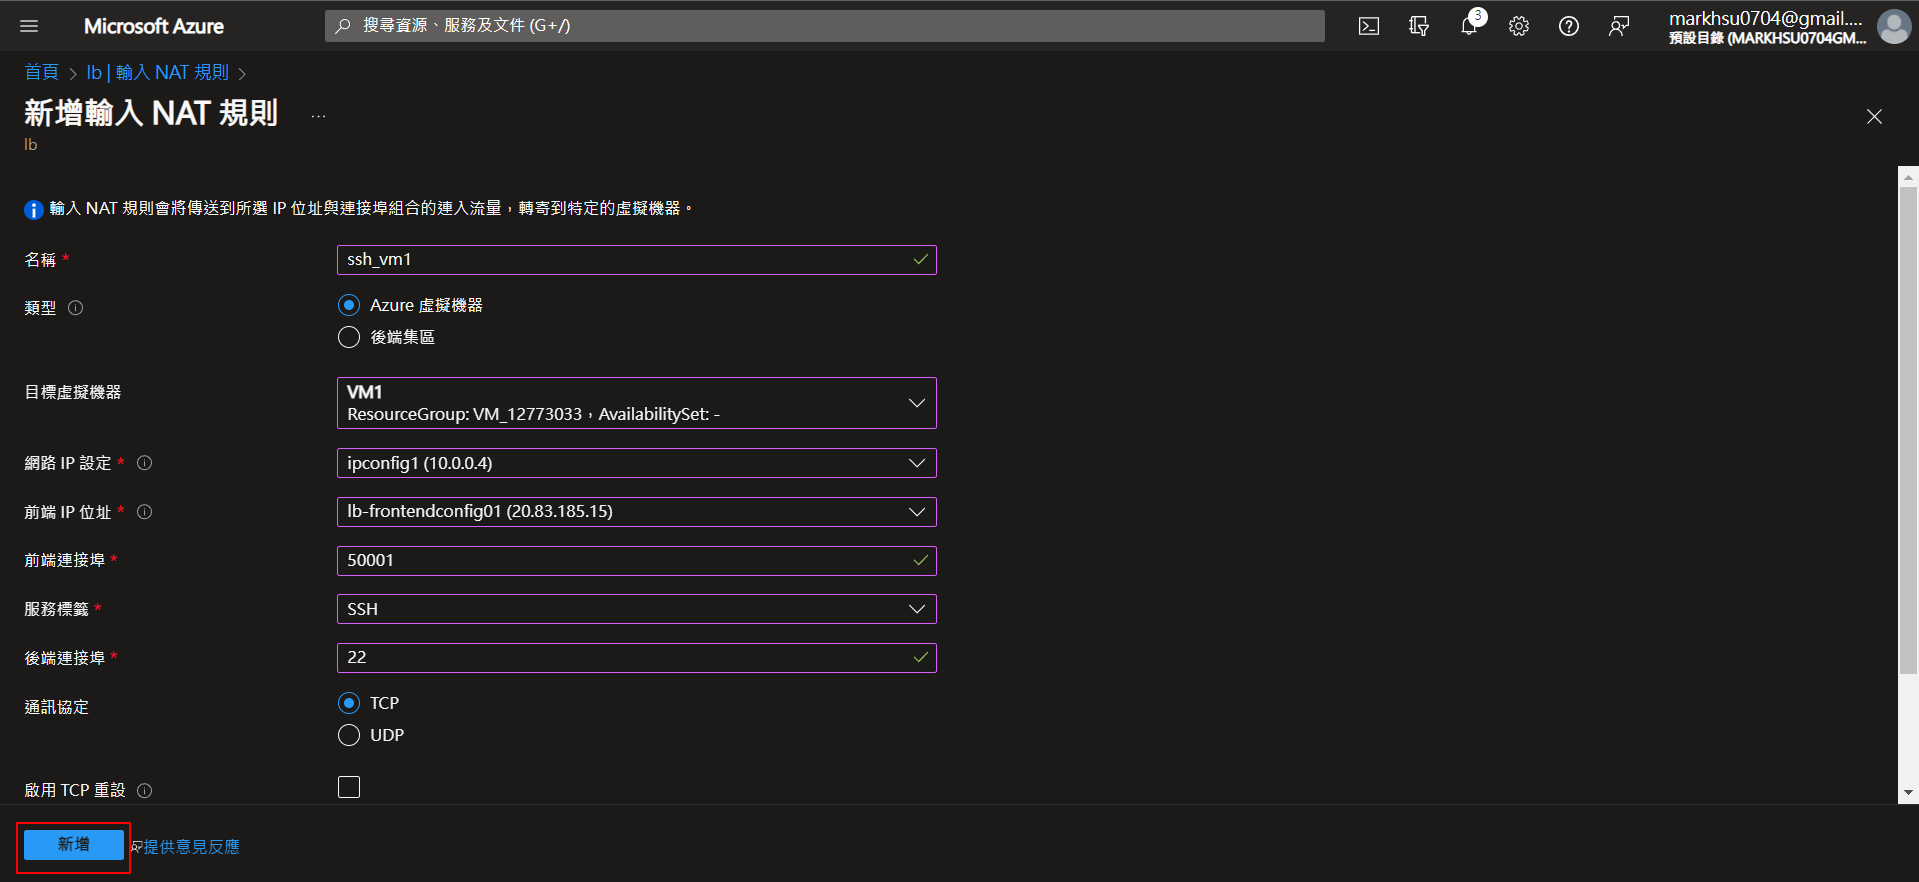 Microsoft Azure
搜尋資源、服務及文件 (G+/)
3
markhsu0704@gmail....
預設目錄 (MARKHSU0704GM...
首頁 > lb | 輸入 NAT 規則 >
新增輸入 NAT 規則 ...
lb
輸入 NAT 規則會將傳送到所選 IP 位址與連接埠組合的連入流量，轉寄到特定的虛擬機器。
名稱 *
ssh_vm1
類型
Azure 虛擬機器
後端集區
目標虛擬機器
VM1
ResourceGroup: VM_12773033，AvailabilitySet: -
網路 IP 設定 *
ipconfig1 (10.0.0.4)
前端 IP 位址 *
lb-frontendconfig01 (20.83.185.15)
前端連接埠 *
50001
服務標籤 *
SSH
後端連接埠 *
22
通訊協定
TCP
UDP
啟用 TCP 重設
新增
提供意見反應